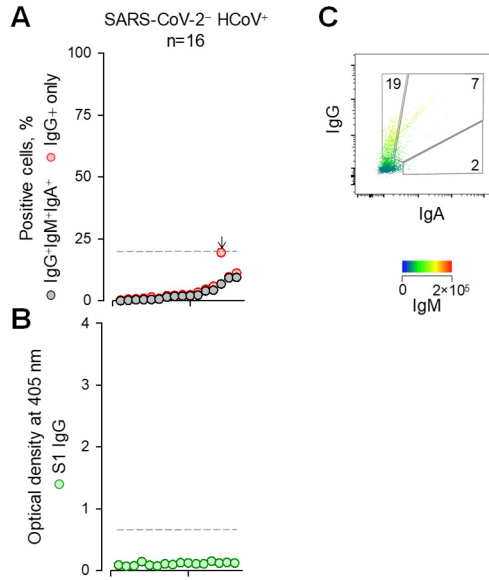 A
SARS-CoV-2⁻ HCoV⁺
n=16
Positive cells, %
IgG⁺IgM⁺IgA⁺ IgG+ only
100
75
50
25
0
B
Optical density at 405 nm
S1 IgG
4
3
2
1
0
C
IgG
19
7
2
IgA
0
2×10⁵
IgM